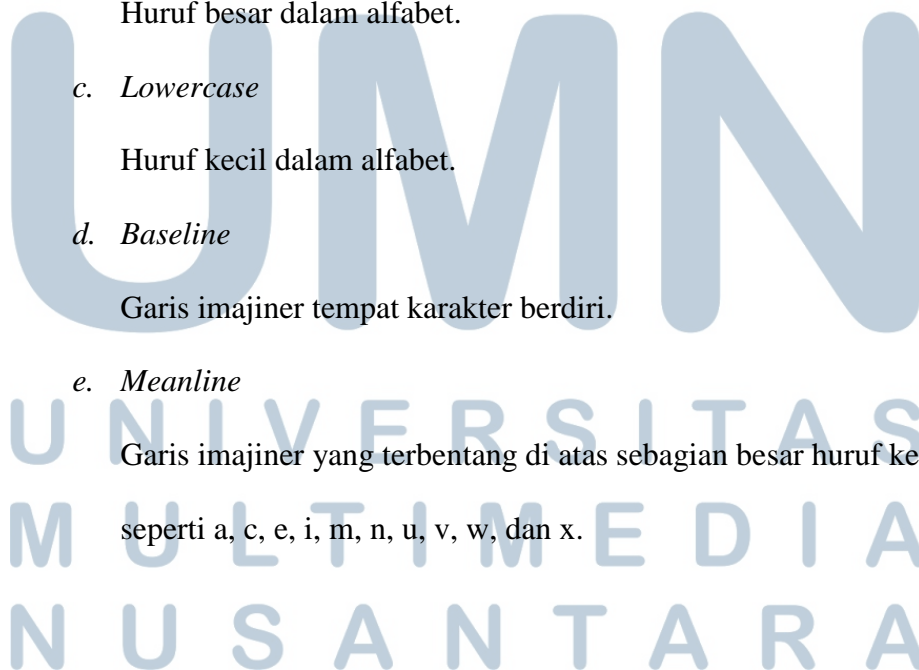 Huruf besar dalam alfabet.
c. Lowercase
Huruf kecil dalam alfabet.
d. Baseline
Garis imajiner tempat karakter berdiri.
e. Meanline
Garis imajiner yang terbentang di atas sebagian besar huruf ke
seperti a, c, e, i, m, n, u, v, w, dan x.
UMN
UNIVERSITAS
MULTIMEDIA
NUSANTARA